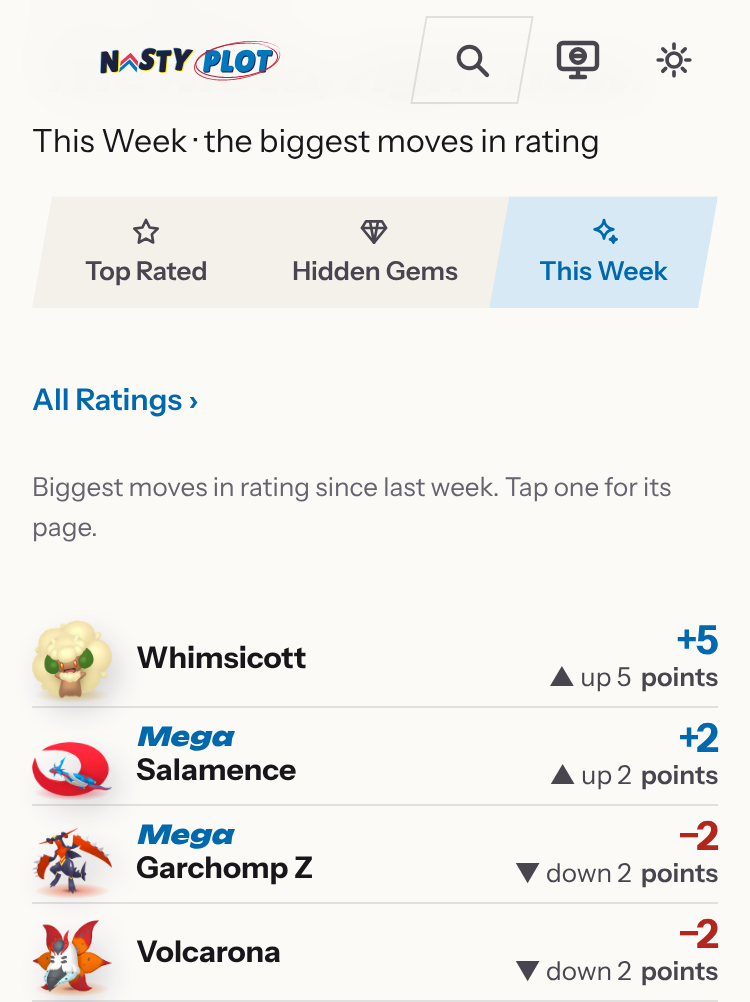 NASTY PLOT
This Week · the biggest moves in rating
Top Rated
Hidden Gems
This Week
All Ratings ›
Biggest moves in rating since last week. Tap one for its
page.
Whimsicott
+5
▲ up 5 points
Mega
Salamence
+2
▲ up 2 points
Mega
Garchomp Z
−2
▼ down 2 points
Volcarona
−2
▼ down 2 points